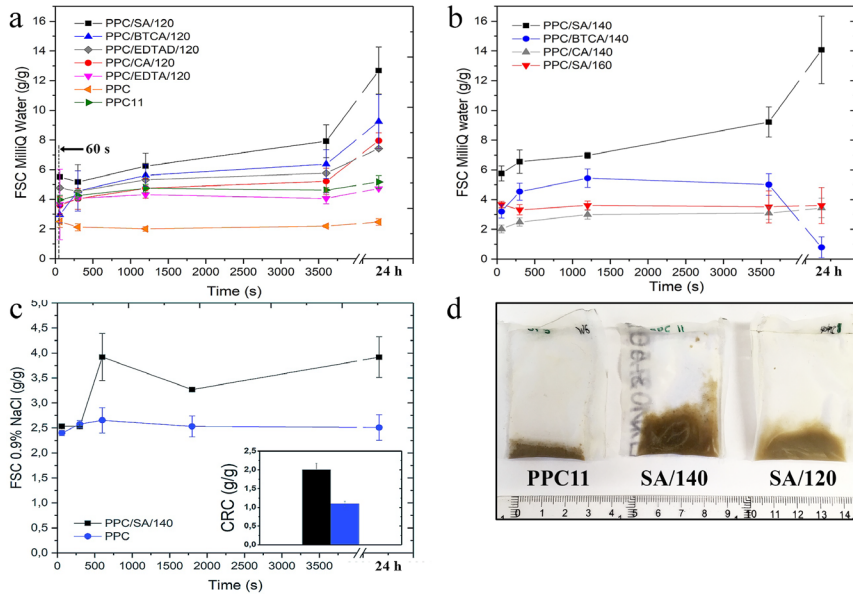 a
FSC MilliQ Water (g/g)
16
14
12
10
8
6
4
2
0
PPC/SA/120
PPC/BTCA/120
PPC/EDTAD/120
PPC/CA/120
PPC/EDTA/120
PPC
PPC11
60 s
0 500 1000 1500 2000 2500 3000 3500
24 h
Time (s)
b
FSC MilliQ water (g/g)
16
14
12
10
8
6
4
2
0
PPC/SA/140
PPC/BTCA/140
PPC/CA/140
PPC/SA/160
0 500 1000 1500 2000 2500 3000 3500
24 h
Time (s)
c
FSC 0.9% NaCl (g/g)
5,0
4,5
4,0
3,5
3,0
2,5
2,0
1,5
1,0
0,5
0,0
PPC/SA/140
PPC
CRC (g/g)
2,5
2,0
1,5
1,0
0,5
0,0
0 500 1000 1500 2000 2500 3000 3500
24 h
Time (s)
d
PPC11 SA/140 SA/120
0 1 2 3 4 5 6 7 8 9 10 11 12 13 14